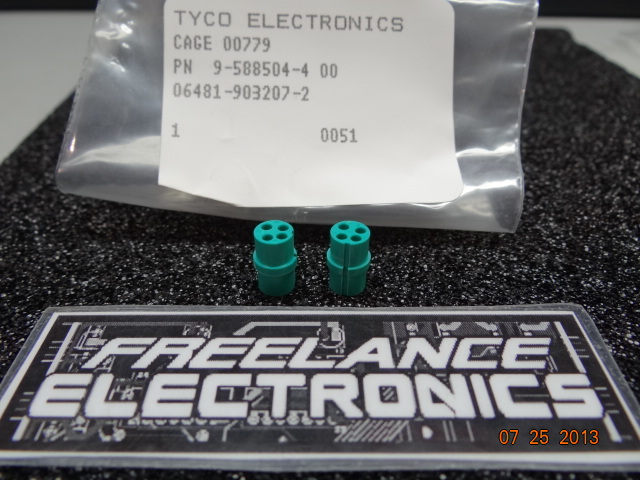 TYCO ELECTRONICS
CAGE 00779
PN 9-588504-4 00
06481-903207-2
1 0051
FREELANCE
ELECTRONICS
07 25 2013